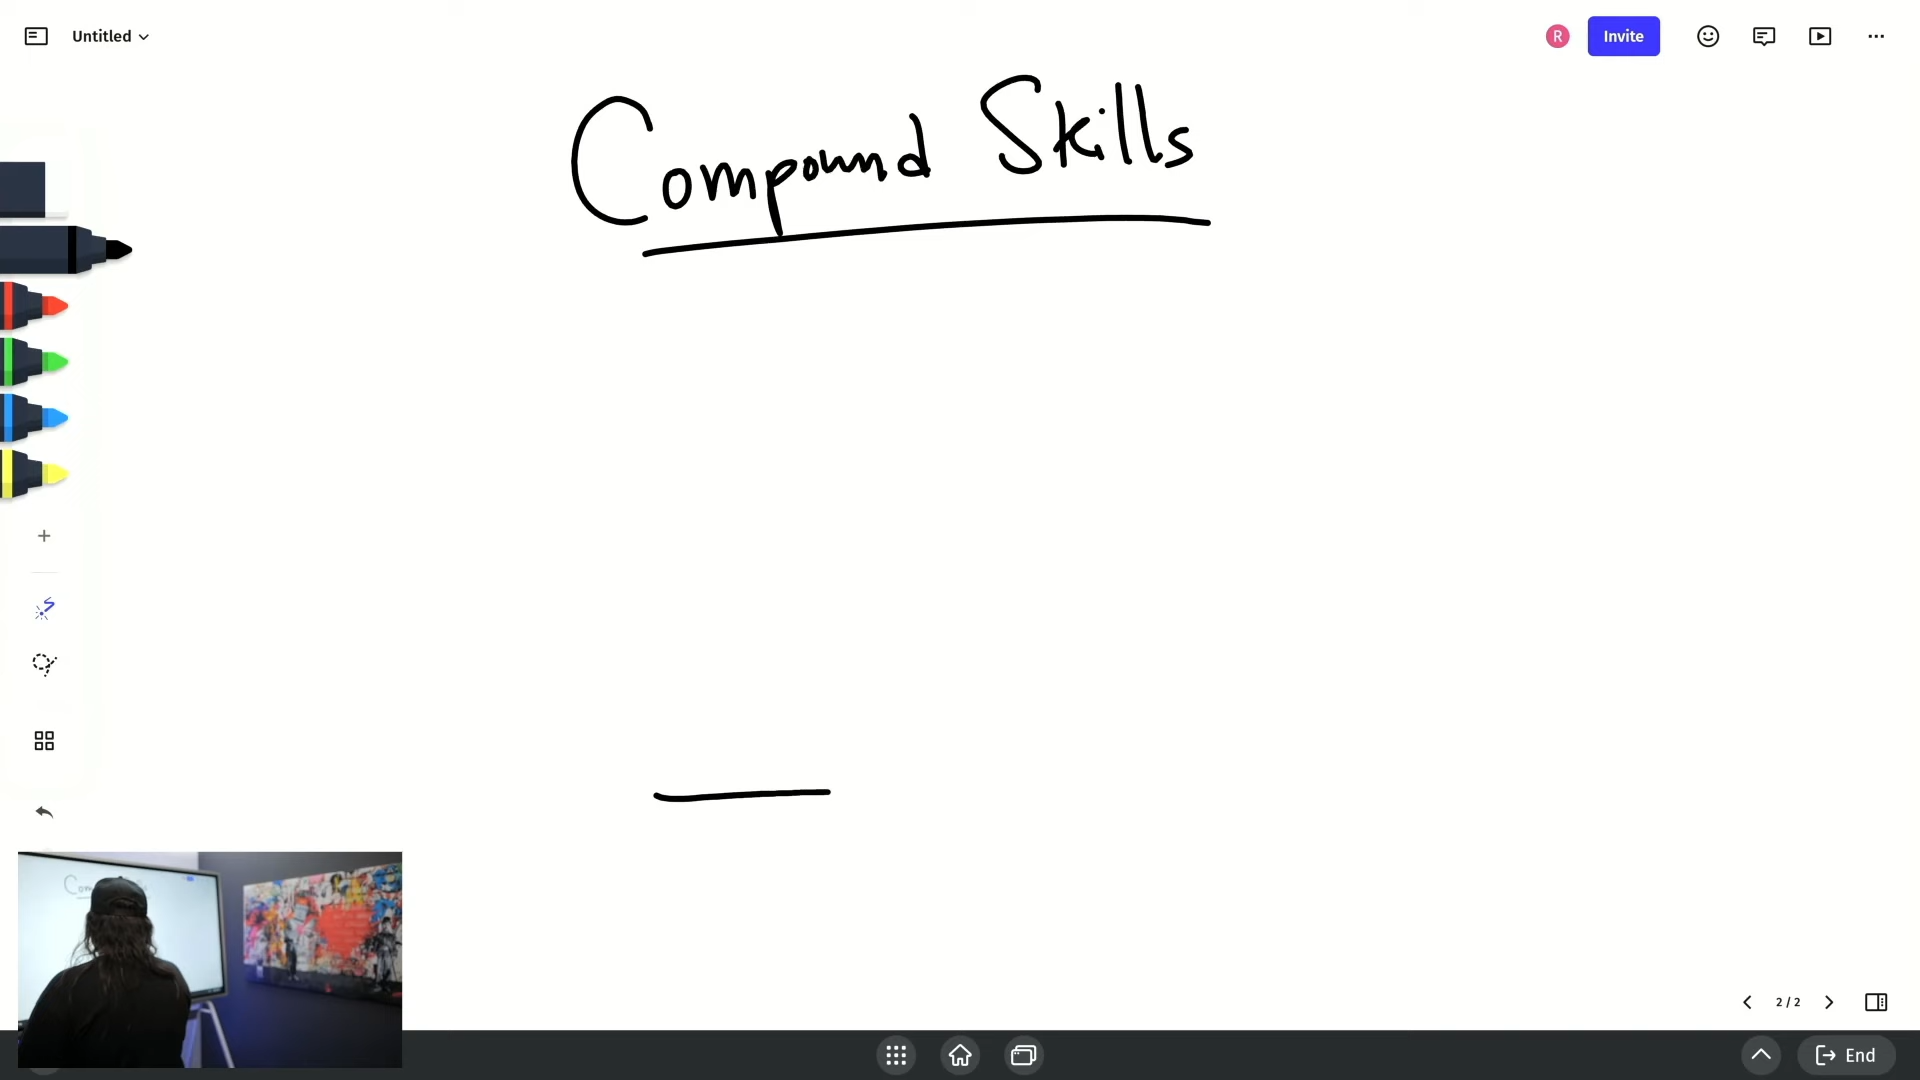 Untitled
R
Invite
Compound Skills
2 / 2
End